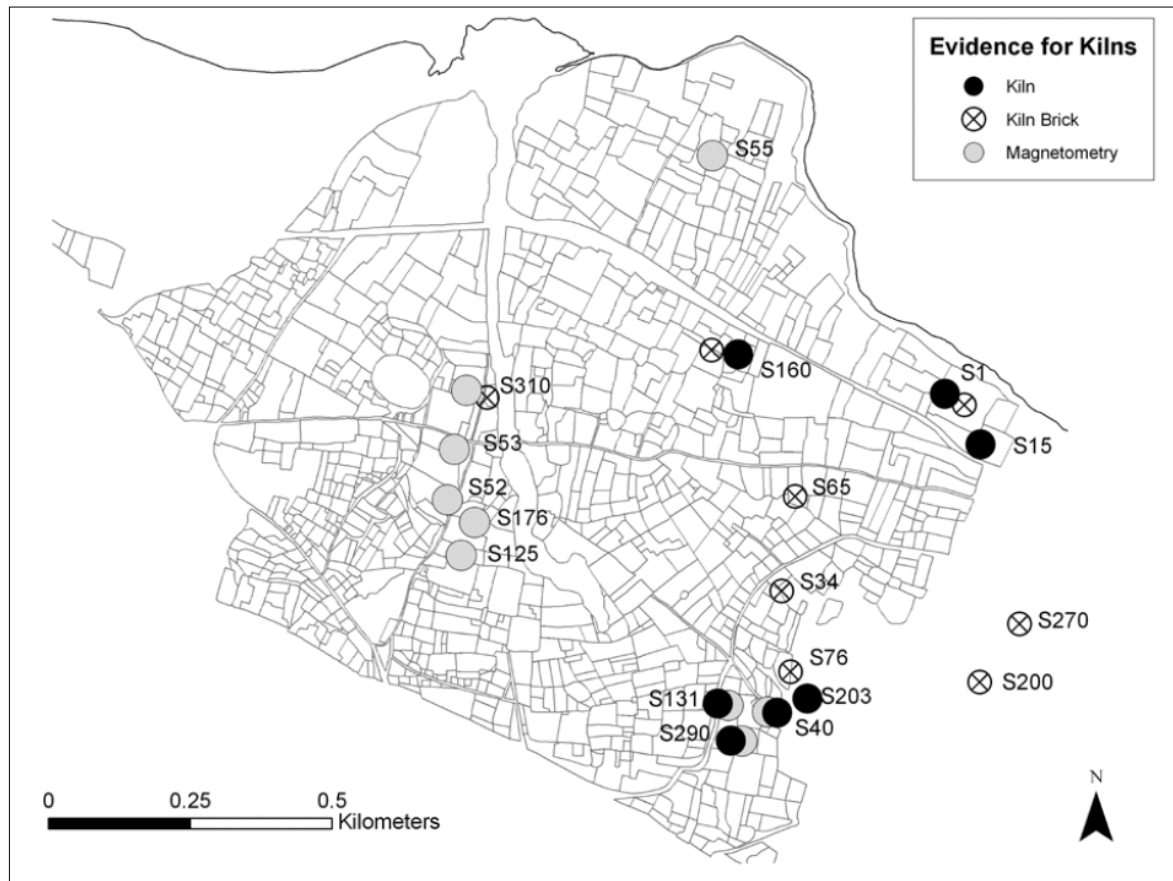 Evidence for Kilns
Kiln
Kiln Brick
Magnetometry
S55
S160
S1
S310
S15
S53
S65
S52
S176
S125
S34
S270
S76
S200
S131
S203
S40
S290
0
0.25
0.5
Kilometers
N